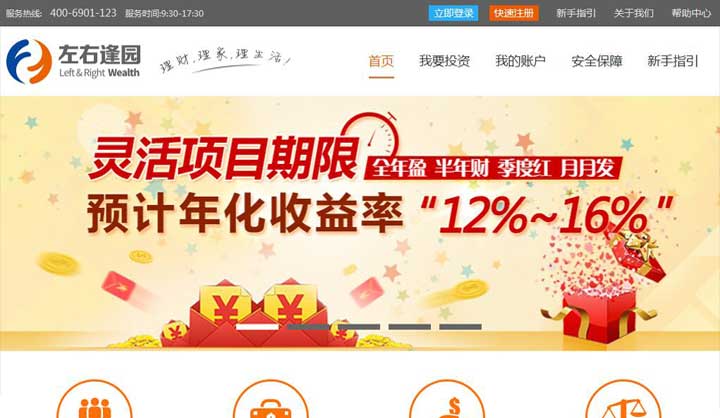 服务热线: 400-6901-123 服务时间:9:30-17:30 立即登录 快速注册 新手指引 关于我们 帮助中心
左右逢园
Left & Right Wealth
理财,理家,理生活!
首页 我要投资 我的账户 安全保障 新手指引
灵活项目期限
全年盈 半年财 季度红 月月发
预计年化收益率“12%~16%”
¥ ¥
$